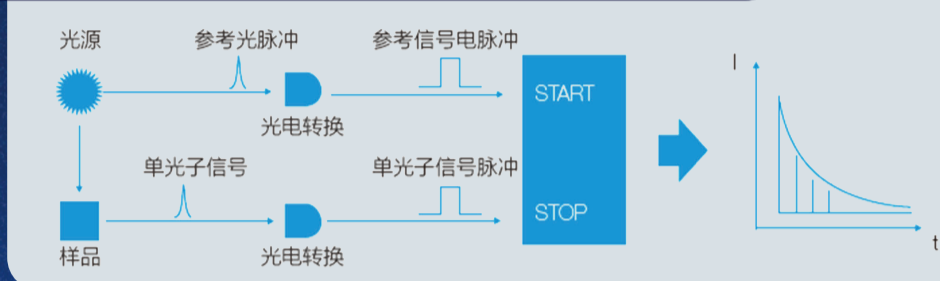 光源
参考光脉冲
参考信号电脉冲
START
I
光电转换
单光子信号
单光子信号脉冲
STOP
样品
光电转换
t